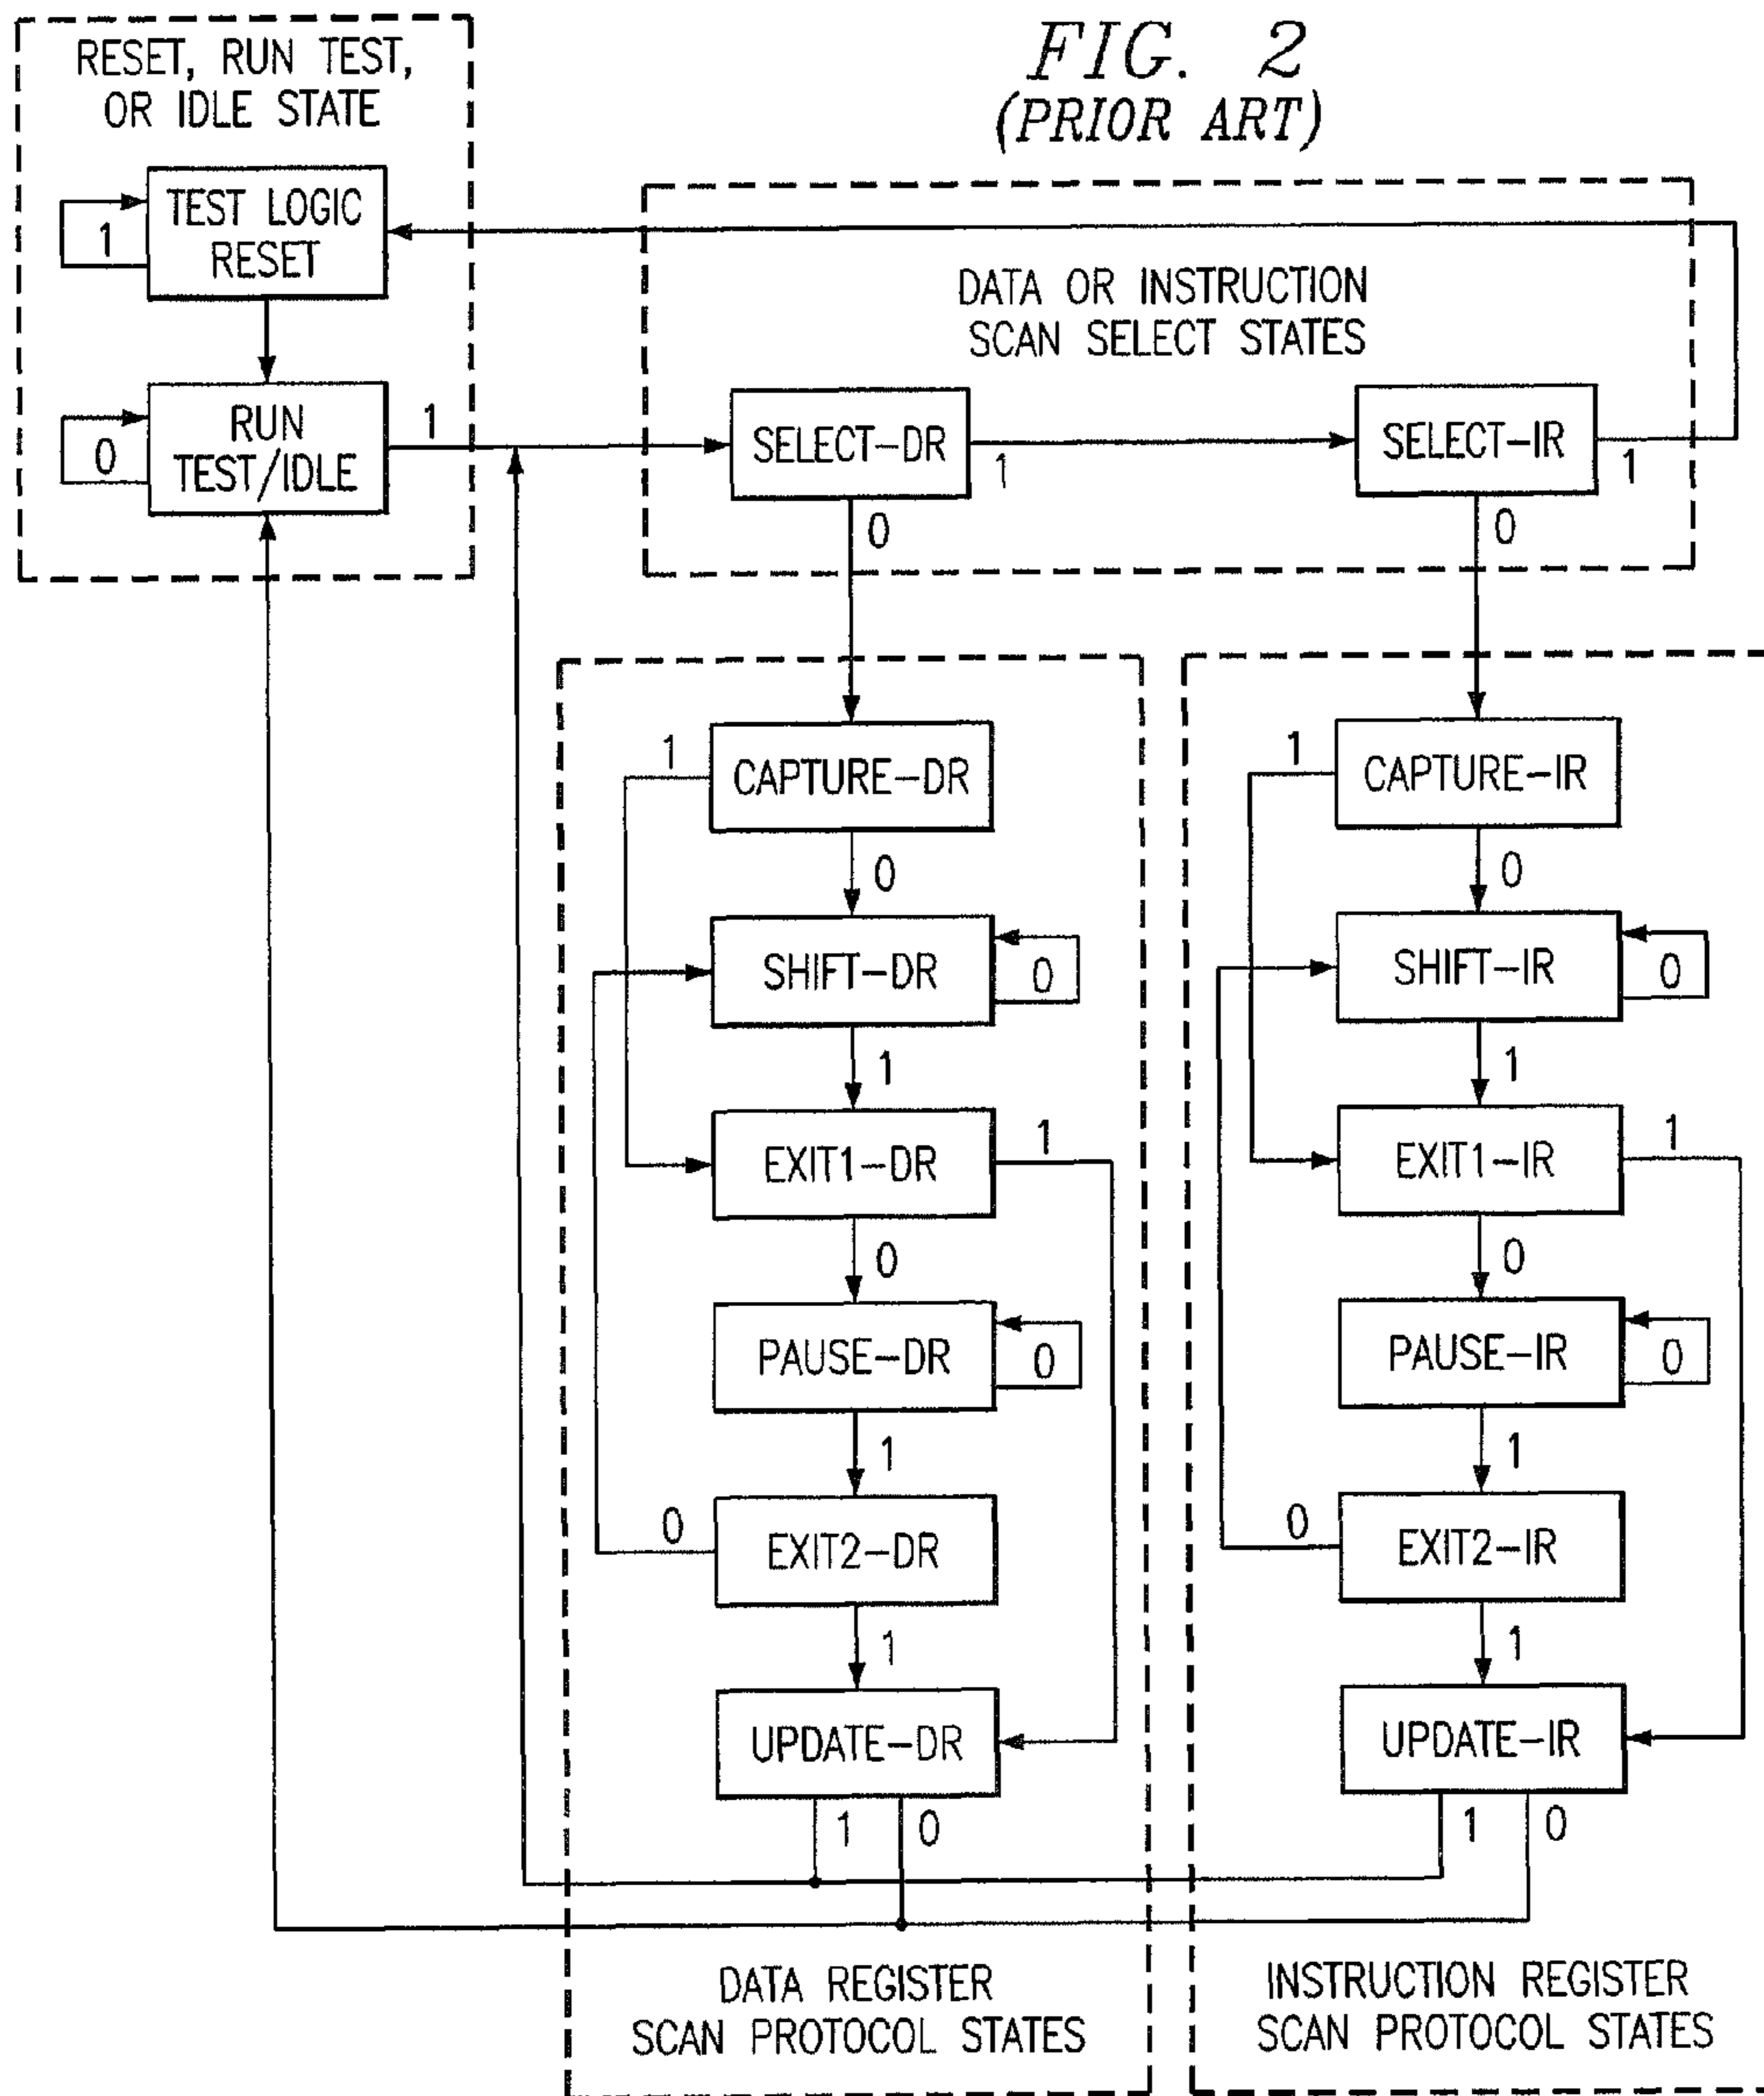 FIG. 2
(PRIOR ART)
RESET, RUN TEST,
OR IDLE STATE
TEST LOGIC
RESET
1
RUN
TEST/IDLE
0
1
DATA OR INSTRUCTION
SCAN SELECT STATES
SELECT-DR
1
0
SELECT-IR
1
0
CAPTURE-DR
1
0
SHIFT-DR
0
1
EXIT1-DR
1
0
PAUSE-DR
0
1
EXIT2-DR
0
1
UPDATE-DR
1
0
DATA REGISTER
SCAN PROTOCOL STATES
CAPTURE-IR
1
0
SHIFT-IR
0
1
EXIT1-IR
1
0
PAUSE-IR
0
1
EXIT2-IR
0
1
UPDATE-IR
1
0
INSTRUCTION REGISTER
SCAN PROTOCOL STATES